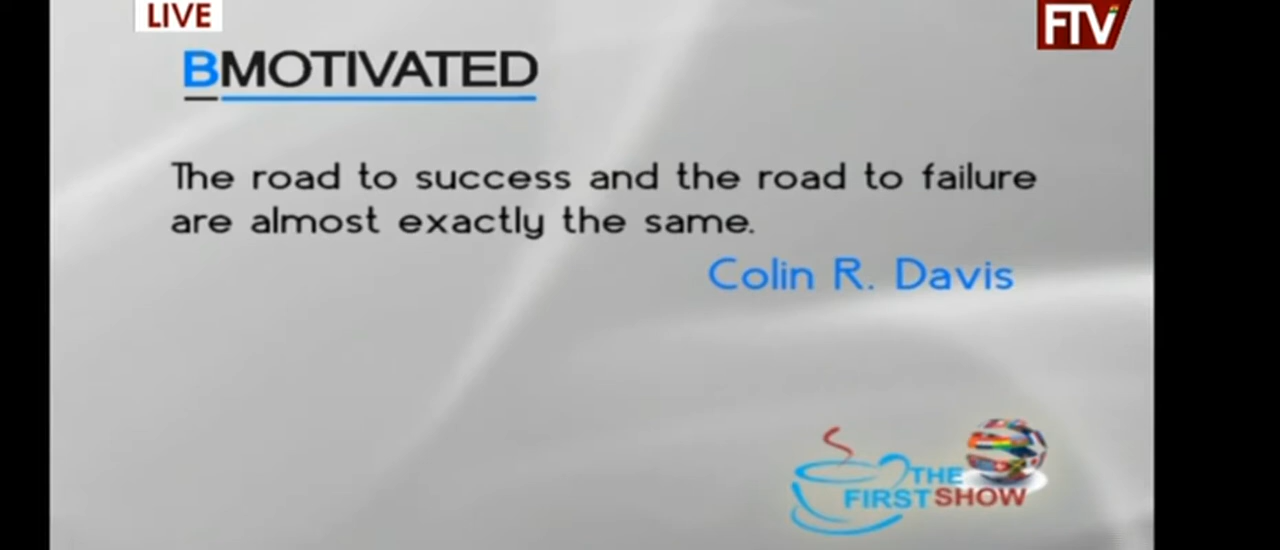 LIVE
FTV
BMOTIVATED
The road to success and the road to failure
are almost exactly the same.
Colin R. Davis
THE
FIRST SHOW